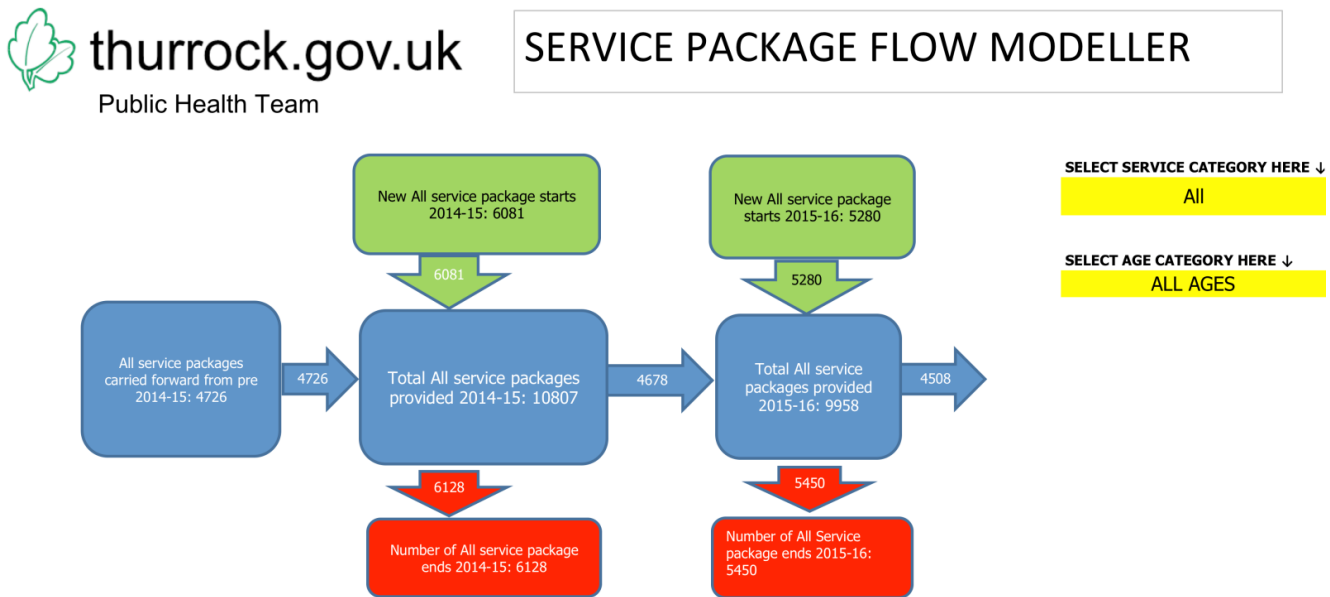 thurrock.gov.uk
Public Health Team
SERVICE PACKAGE FLOW MODELLER
SELECT SERVICE CATEGORY HERE ↓
All
SELECT AGE CATEGORY HERE ↓
ALL AGES
New All service package starts
2014-15: 6081
6081
New All service package
starts 2015-16: 5280
5280
All service packages
carried forward from pre
2014-15: 4726
4726
Total All service packages
provided 2014-15: 10807
4678
Total All service
packages provided
2015-16: 9958
4508
6128
Number of All service package
ends 2014-15: 6128
5450
Number of All Service
package ends 2015-16:
5450